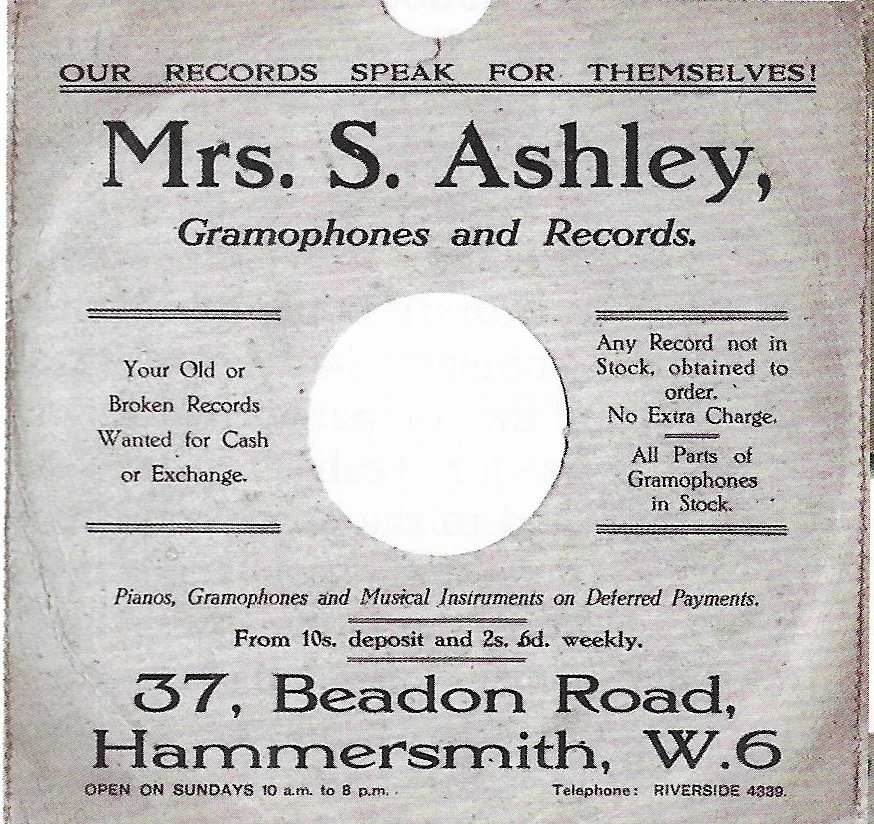 OUR RECORDS SPEAK FOR THEMSELVES!
Mrs. S. Ashley,
Gramophones and Records.
Your Old or
Broken Records
Wanted for Cash
or Exchange.
Any Record not in
Stock, obtained to
order.
No Extra Charge.
All Parts of
Gramophones
in Stock.
Pianos, Gramophones and Musical Instruments on Deferred Payments.
From 10s. deposit and 2s. 6d. weekly.
37, Beadon Road,
Hammersmith, W.6
OPEN ON SUNDAYS 10 a.m. to 8 p.m.
Telephone: RIVERSIDE 4339.